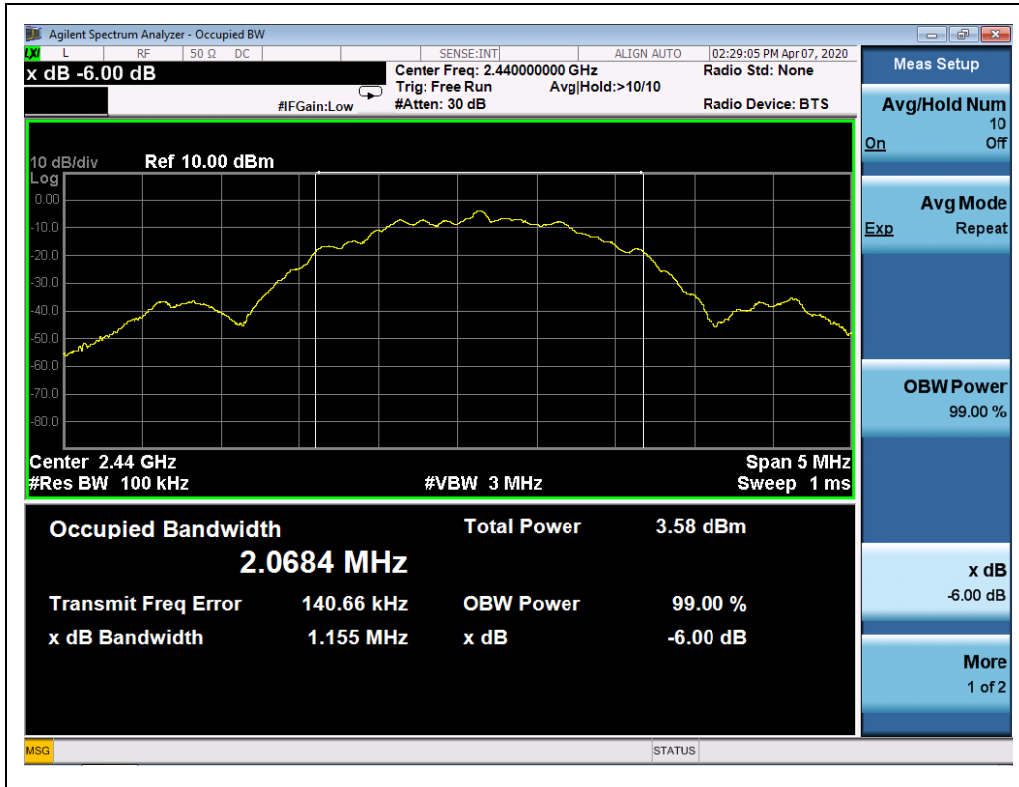 Agilent Spectrum Analyzer - Occupied BW
LXI L RF 50 Ω DC SENSE:INT ALIGN AUTO 02:29:05 PM Apr 07, 2020
x dB -6.00 dB
Center Freq: 2.440000000 GHz Radio Std: None
Trig: Free Run Avg|Hold:>10/10
#IFGain:Low #Atten: 30 dB Radio Device: BTS
10 dB/div Ref 10.00 dBm
Log
0.00
-10.0
-20.0
-30.0
-40.0
-50.0
-60.0
-70.0
-80.0
Center 2.44 GHz Span 5 MHz
#Res BW 100 kHz #VBW 3 MHz Sweep 1 ms
Occupied Bandwidth Total Power 3.58 dBm
2.0684 MHz
Transmit Freq Error 140.66 kHz OBW Power 99.00 %
x dB Bandwidth 1.155 MHz x dB -6.00 dB
Meas Setup
Avg/Hold Num
10
On Off
Avg Mode
Exp Repeat
OBW Power
99.00 %
x dB
-6.00 dB
More
1 of 2
MSG STATUS